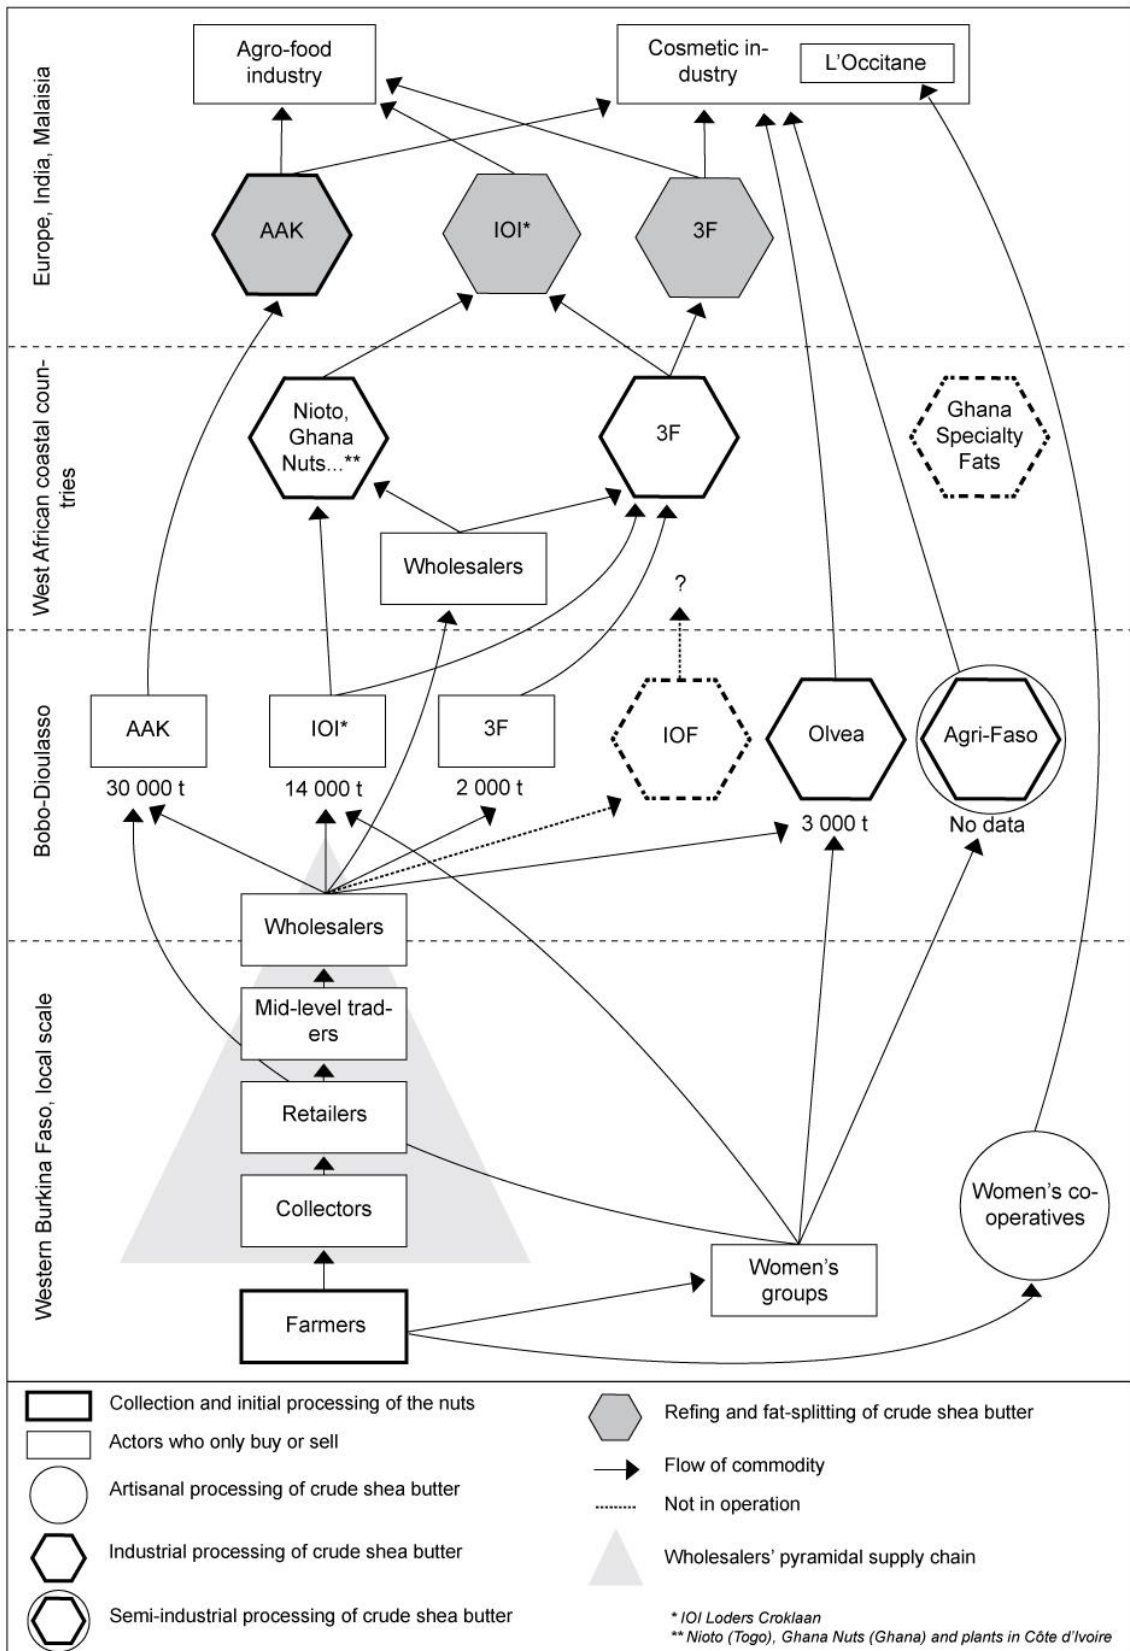 Europe, India, Malaisia
Agro-food
industry
Cosmetic in-
dustry
L'Occitane
AAK
IOI*
3F
West African coastal coun-
tries
Nioto,
Ghana
Nuts...**
3F
Ghana
Specialty
Fats
Wholesalers
?
Bobo-Dioulasso
AAK
IOI*
3F
IOF
Olvea
Agri-Faso
30 000 t
14 000 t
2 000 t
3 000 t
No data
Wholesalers
Western Burkina Faso, local scale
Mid-level trad-
ers
Retailers
Collectors
Women's co-
operatives
Women's
groups
Farmers
Collection and initial processing of the nuts
Actors who only buy or sell
Artisanal processing of crude shea butter
Industrial processing of crude shea butter
Semi-industrial processing of crude shea butter
Refing and fat-splitting of crude shea butter
Flow of commodity
Not in operation
Wholesalers' pyramidal supply chain
* IOI Loders Croklaan
** Nioto (Togo), Ghana Nuts (Ghana) and plants in Côte d'Ivoire